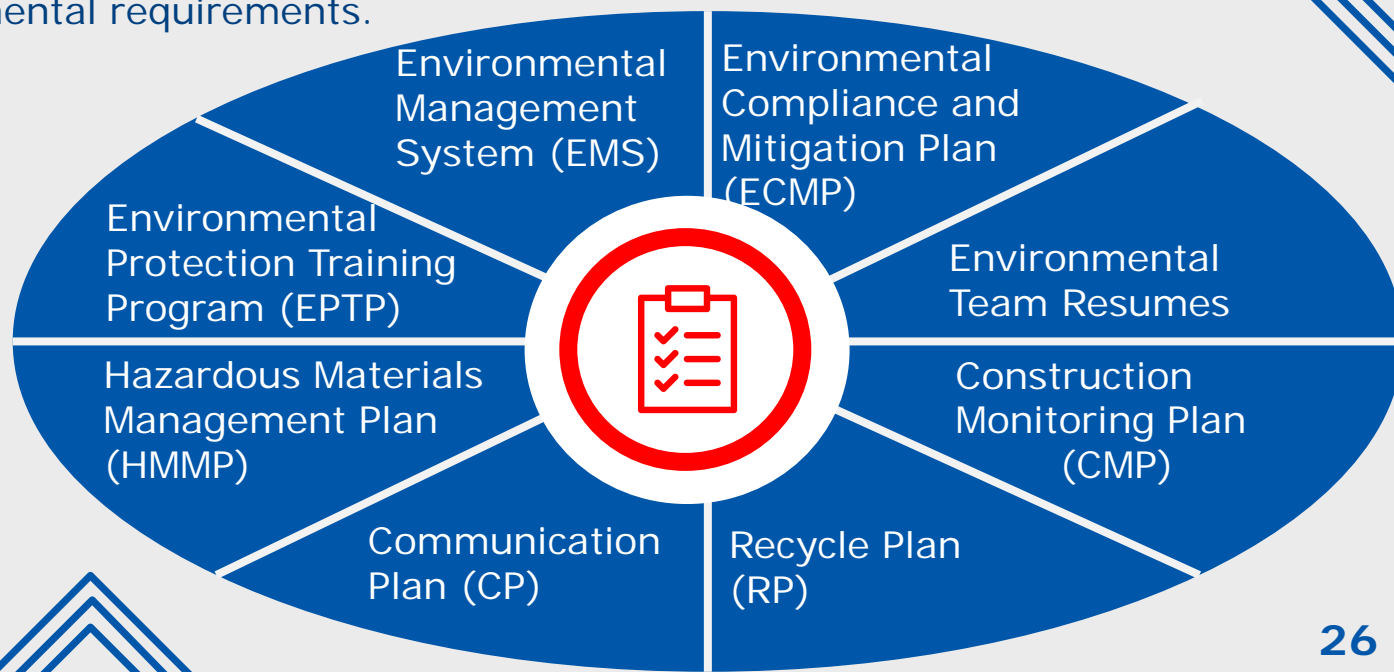 requirements.
Environmental
Management
System (EMS)
Environmental
Compliance and
Mitigation Plan
(ECMP)
Environmental
Team Resumes
Construction
Monitoring Plan
(CMP)
Recycle Plan
(RP)
Communication
Plan (CP)
Hazardous Materials
Management Plan
(HMMP)
Environmental
Protection Training
Program (EPTP)
26